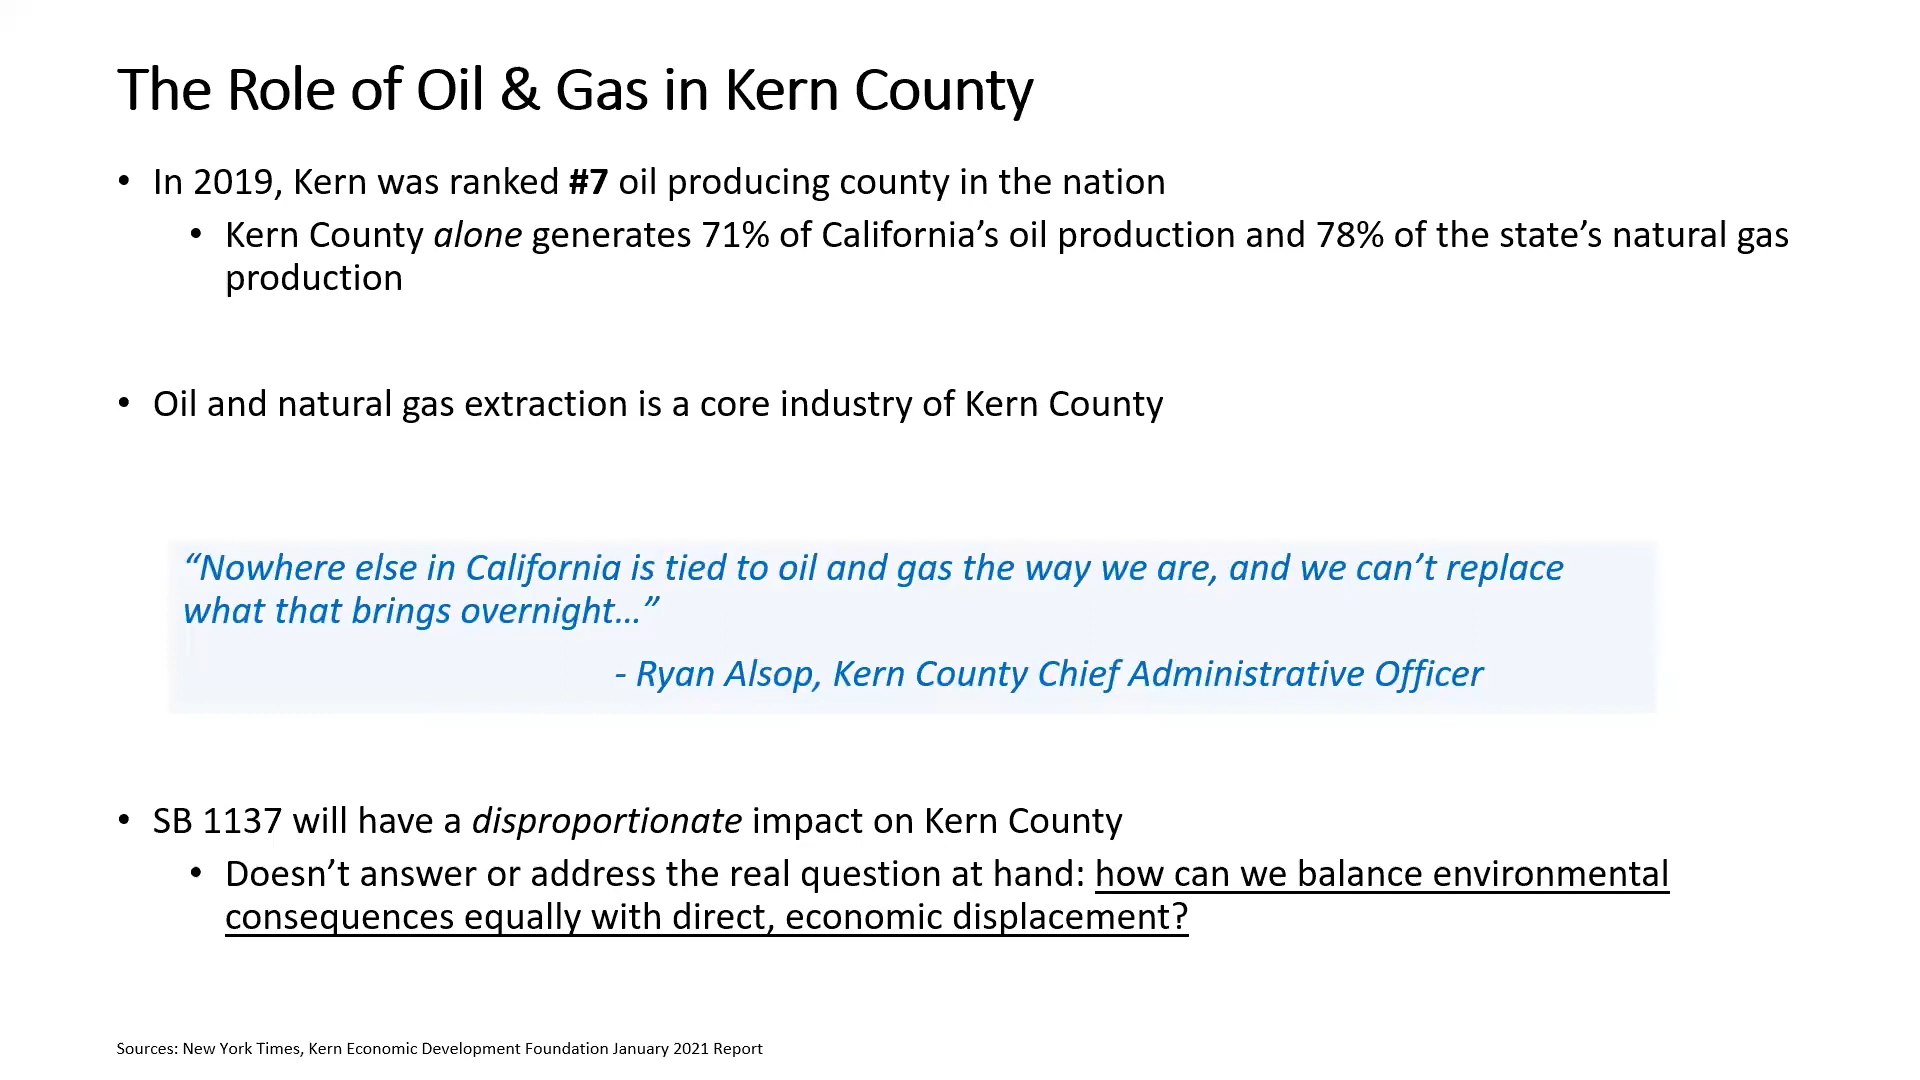 The Role of Oil & Gas in Kern County
• In 2019, Kern was ranked #7 oil producing county in the nation
• Kern County alone generates 71% of California’s oil production and 78% of the state’s natural gas
production
• Oil and natural gas extraction is a core industry of Kern County
“Nowhere else in California is tied to oil and gas the way we are, and we can’t replace
what that brings overnight…”
- Ryan Alsop, Kern County Chief Administrative Officer
• SB 1137 will have a disproportionate impact on Kern County
• Doesn’t answer or address the real question at hand: how can we balance environmental
consequences equally with direct, economic displacement?
Sources: New York Times, Kern Economic Development Foundation January 2021 Report